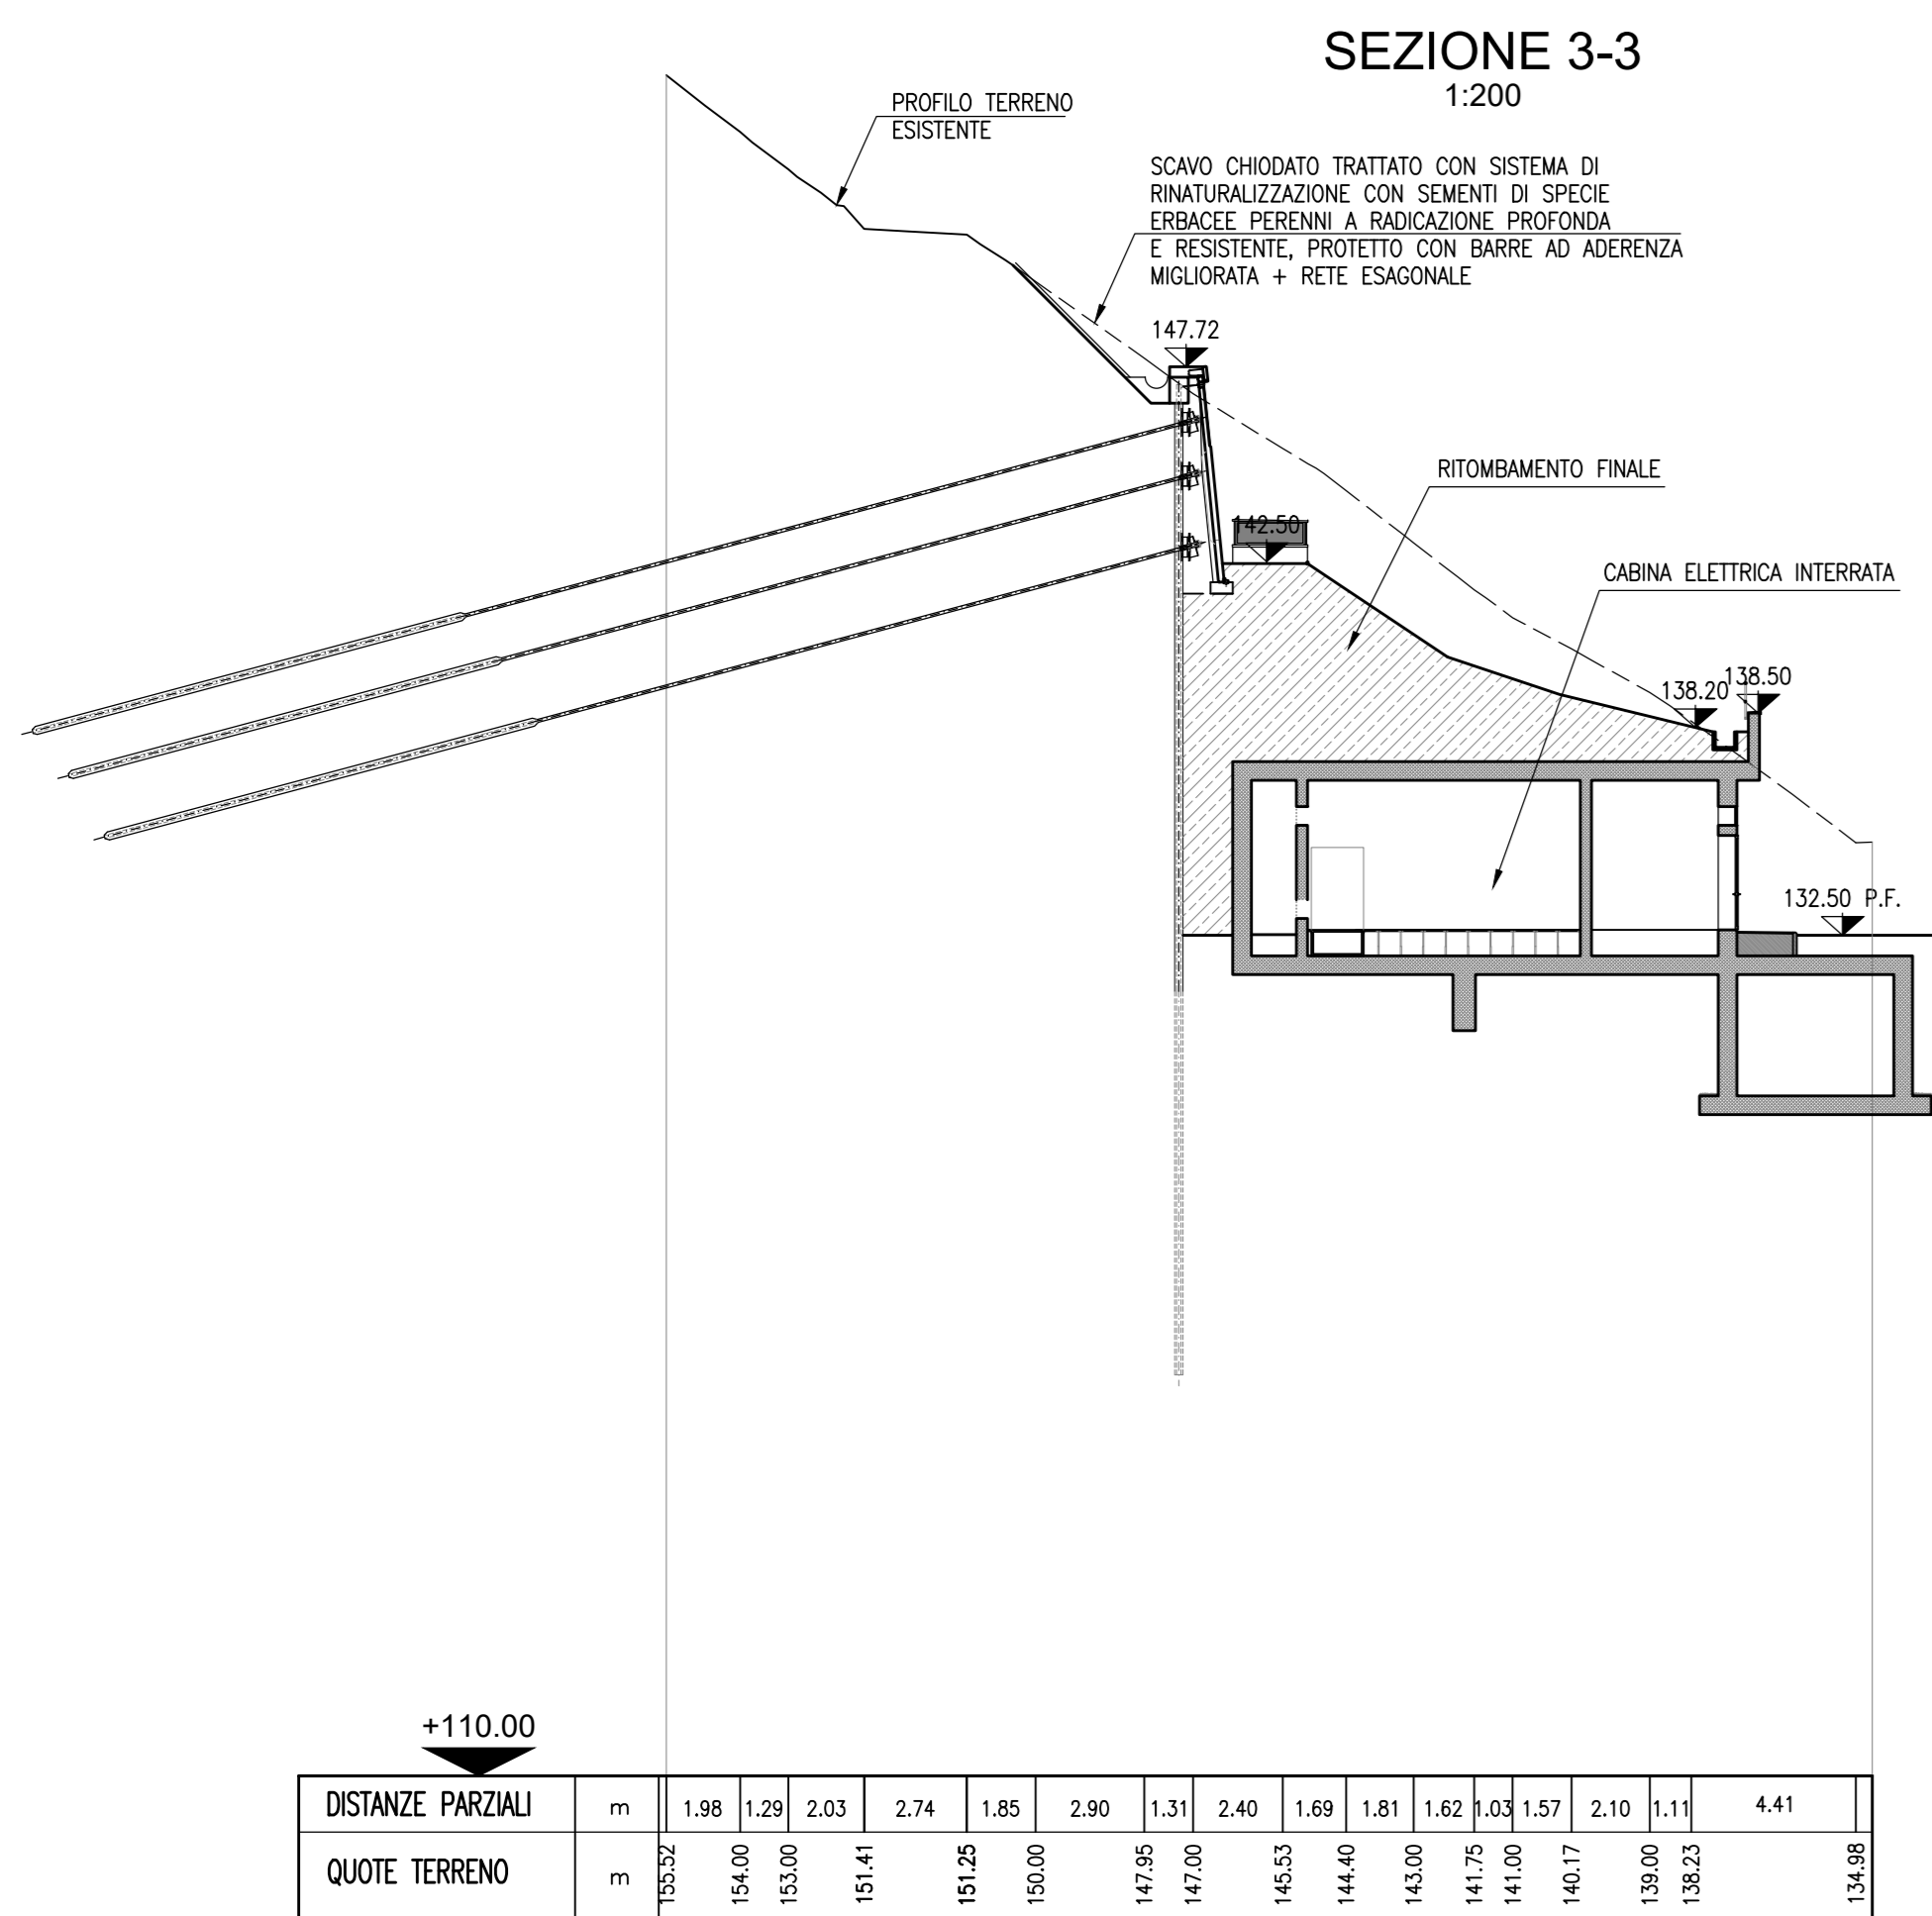 SEZIONE 3-3
1:200
PROFILO TERRENO
ESISTENTE
SCAVO CHIODATO TRATTATO CON SISTEMA DI
RINATURALIZZAZIONE CON SEMENTI DI SPECIE
ERBACEE PERENNI A RADICAZIONE PROFONDA
E RESISTENTE, PROTETTO CON BARRE AD ADERENZA
MIGLIORATA + RETE ESAGONALE
147.72
RITOMBAMENTO FINALE
142.50
CABINA ELETTRICA INTERRATA
138.20
138.50
132.50 P.F.
+110.00
DISTANZE PARZIALI m 1.98 1.29 2.03 2.74 1.85 2.90 1.31 2.40 1.69 1.81 1.62 1.03 1.57 2.10 1.11 4.41
QUOTE TERRENO m 155.52 154.00 153.00 151.41 151.25 150.00 147.95 147.00 145.53 144.40 143.00 141.75 141.00 140.17 139.00 138.23 134.98